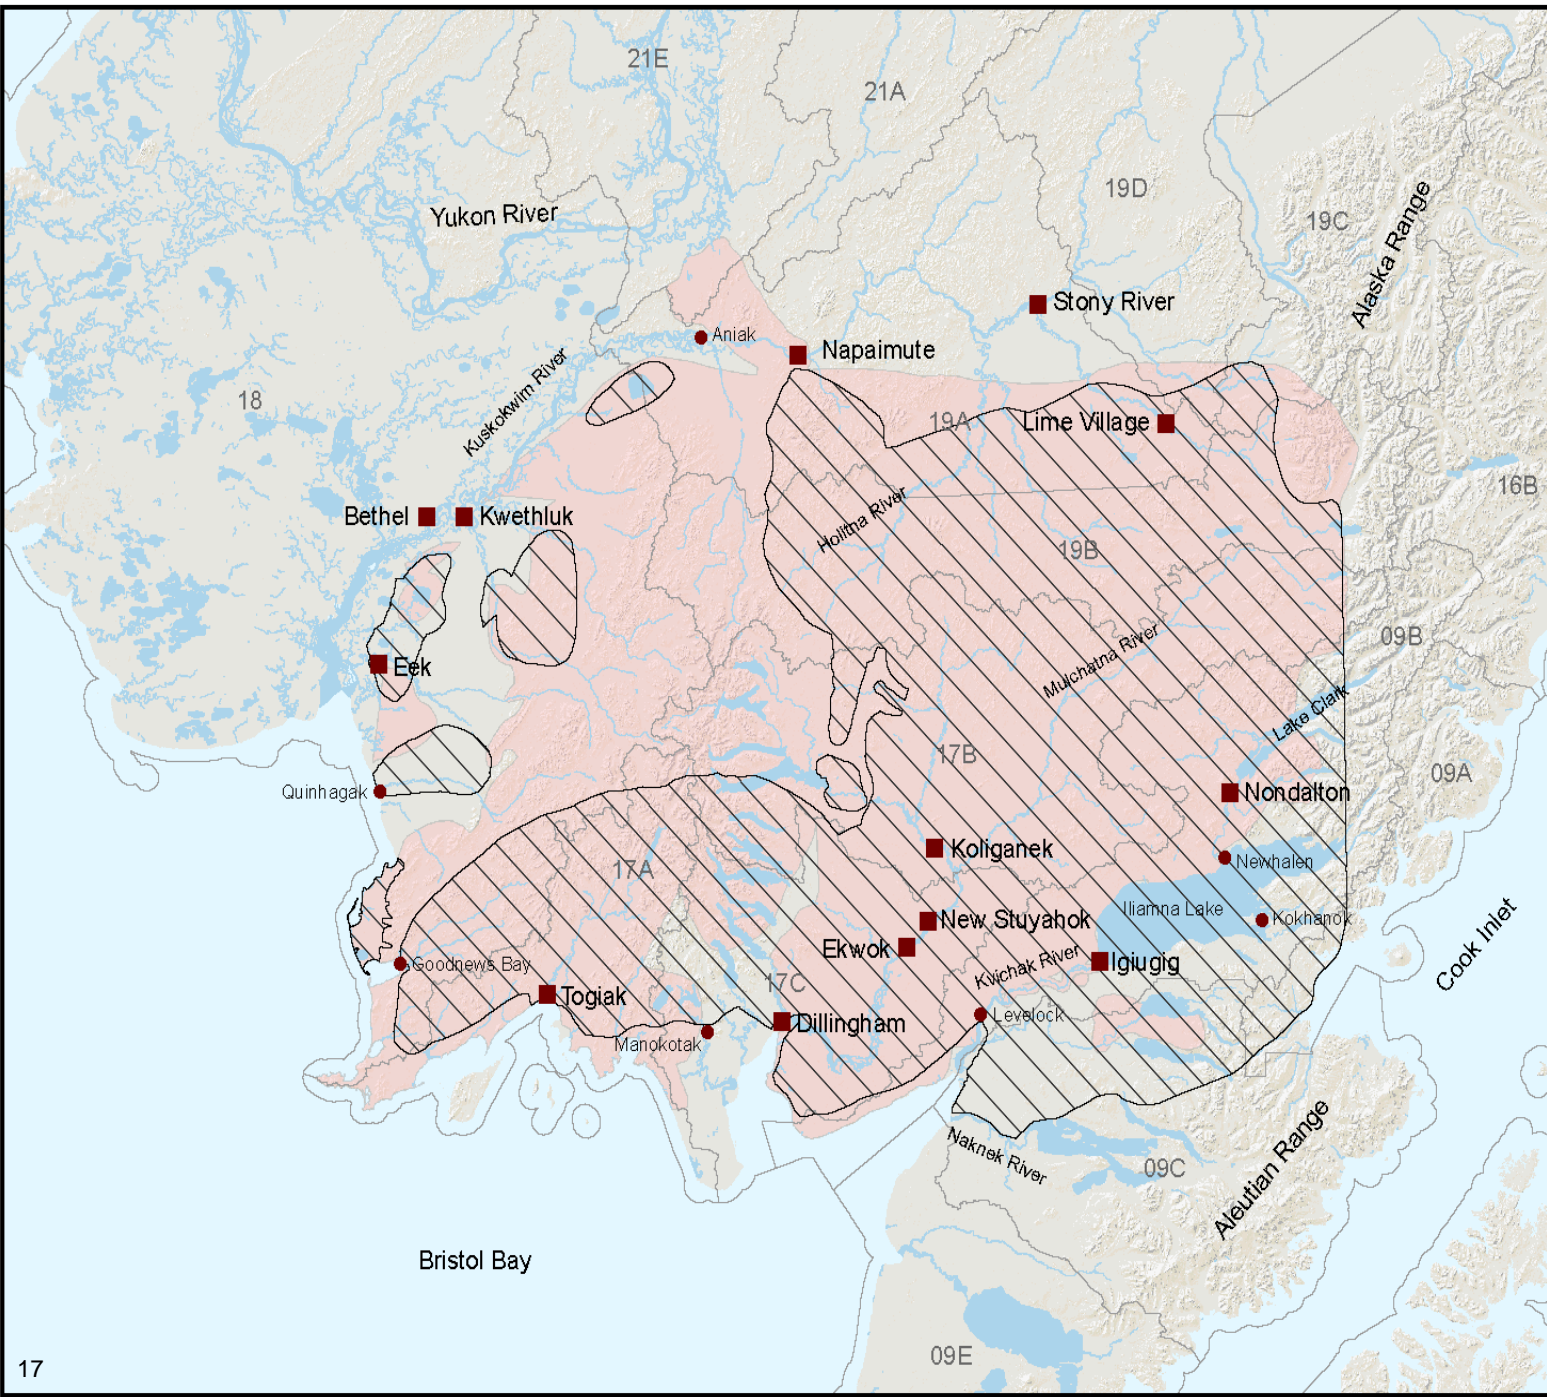 21E
21A
19D
19C
Alaska Range
Yukon River
Stony River
Aniak
Napaimute
18
Kuskokwim River
19A
Lime Village
16B
Bethel
Kwethluk
Holitna River
19B
09B
Eek
Mulchatna River
Lake Clark
17B
09A
Quinhagak
Nondalton
Koliganek
Newhalen
17A
Iliamna Lake
Kokhanok
New Stuyahok
Ekwok
Cook Inlet
Goodnews Bay
Kvichak River
Igiugig
17C
Togiak
Levelock
Dillingham
Manokotak
Naknek River
09C
Aleutian Range
Bristol Bay
09E
17